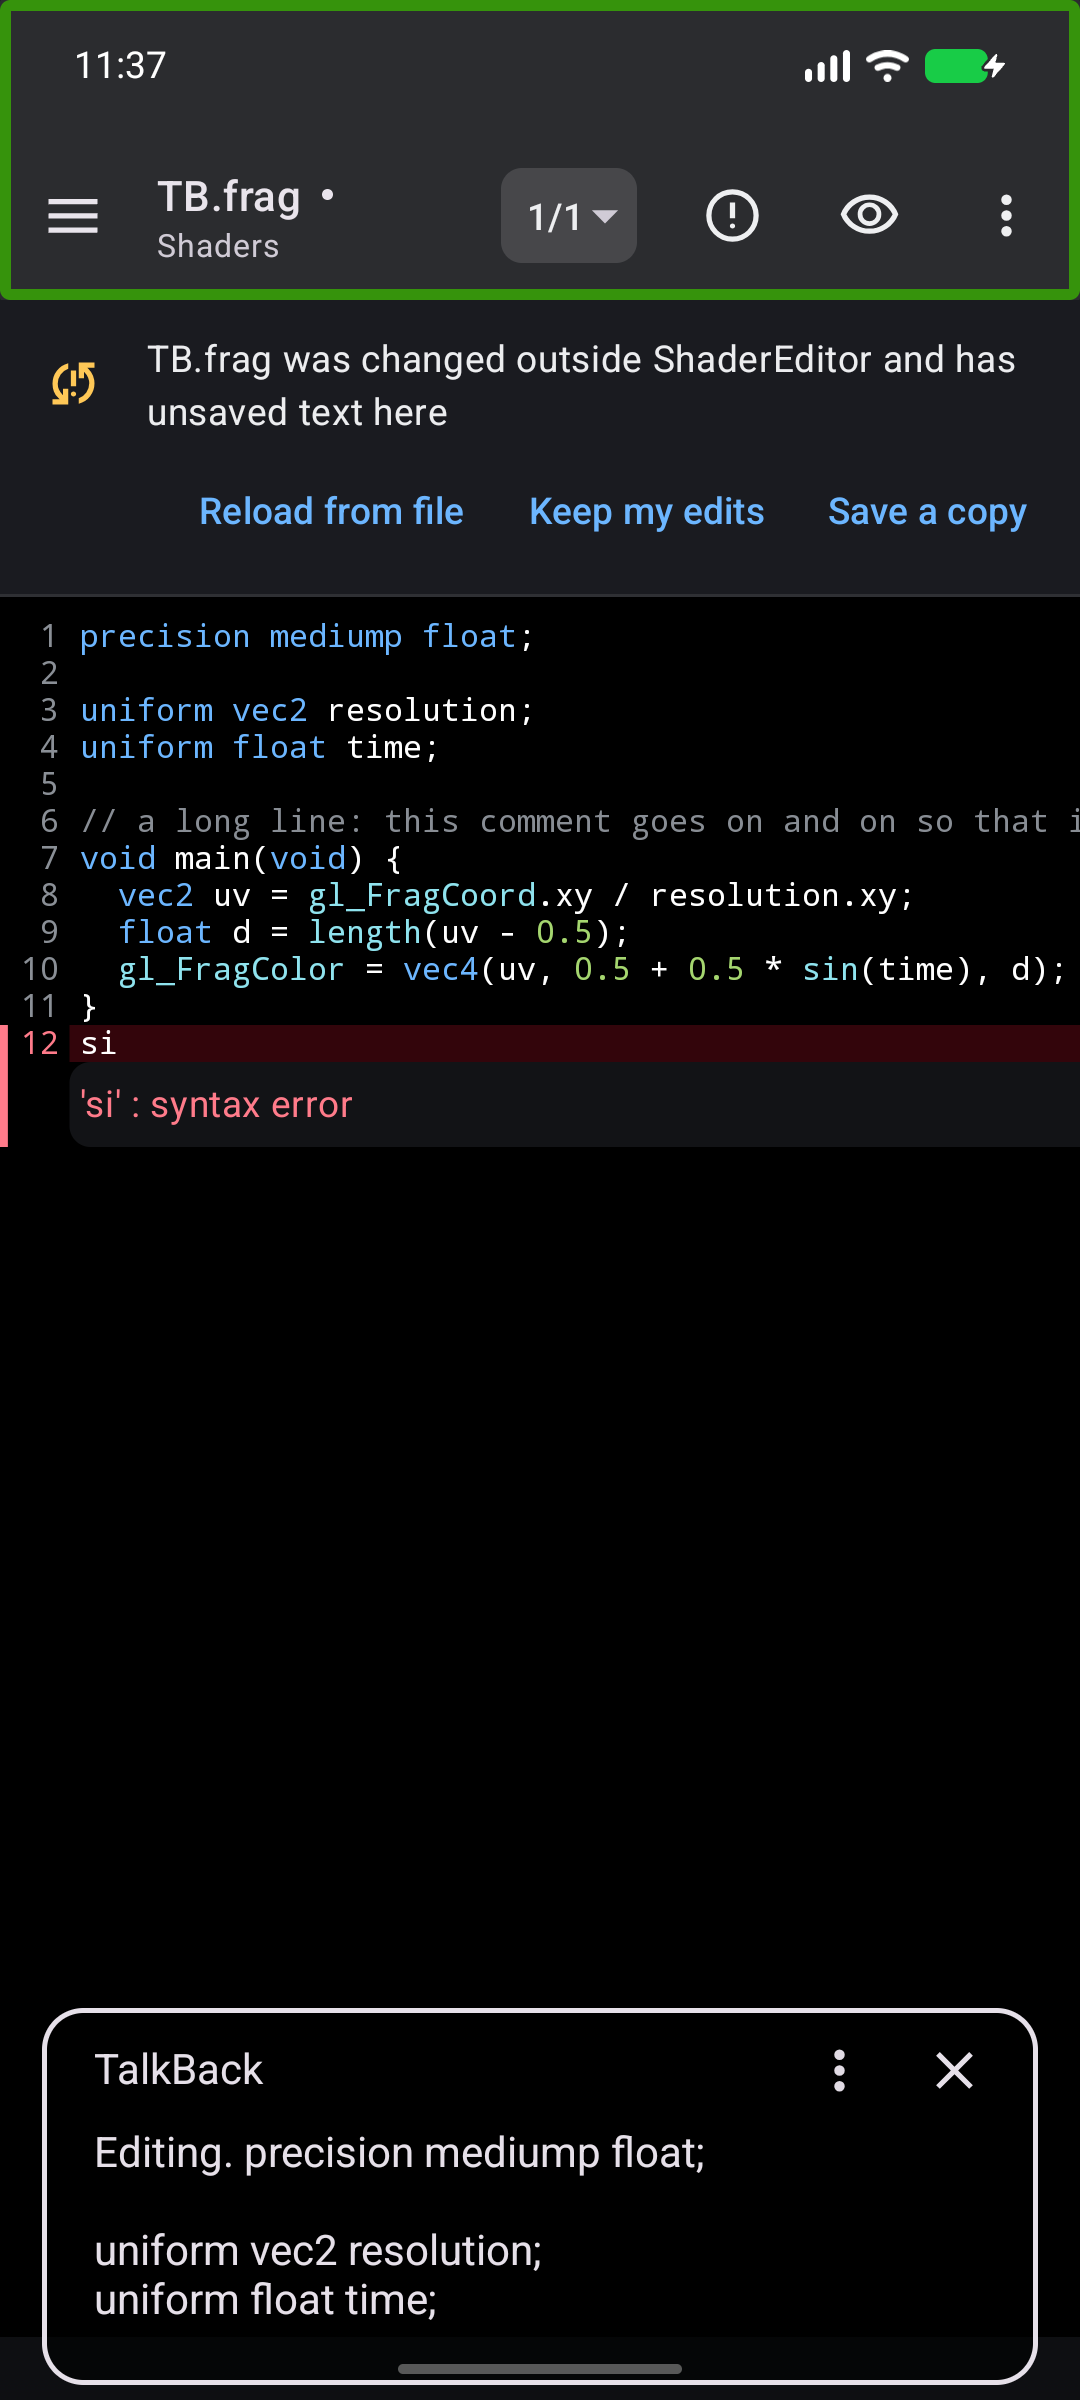 11:37
TB.frag •
Shaders
1/1
TB.frag was changed outside ShaderEditor and has
unsaved text here
Reload from file
Keep my edits
Save a copy
1 precision mediump float;
2
3 uniform vec2 resolution;
4 uniform float time;
5
6 // a long line: this comment goes on and on so that i
7 void main(void) {
8   vec2 uv = gl_FragCoord.xy / resolution.xy;
9   float d = length(uv - 0.5);
10   gl_FragColor = vec4(uv, 0.5 + 0.5 * sin(time), d);
11 }
12 si
'si' : syntax error
TalkBack
Editing. precision mediump float;
uniform vec2 resolution;
uniform float time;